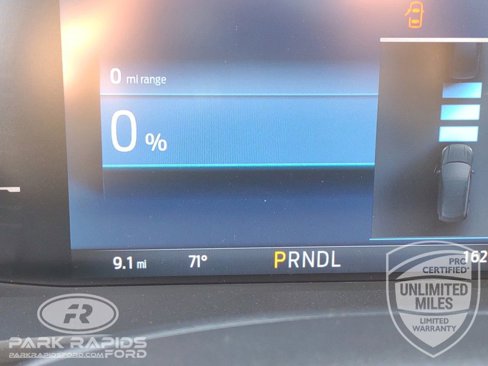 0 mi range
0 %
9.1 mi 71° PRNDL 162
PRO
CERTIFIED
UNLIMITED
MILES
LIMITED
WARRANTY
FR
PARK RAPIDS
PARKRAPIDSFORD.COM FORD